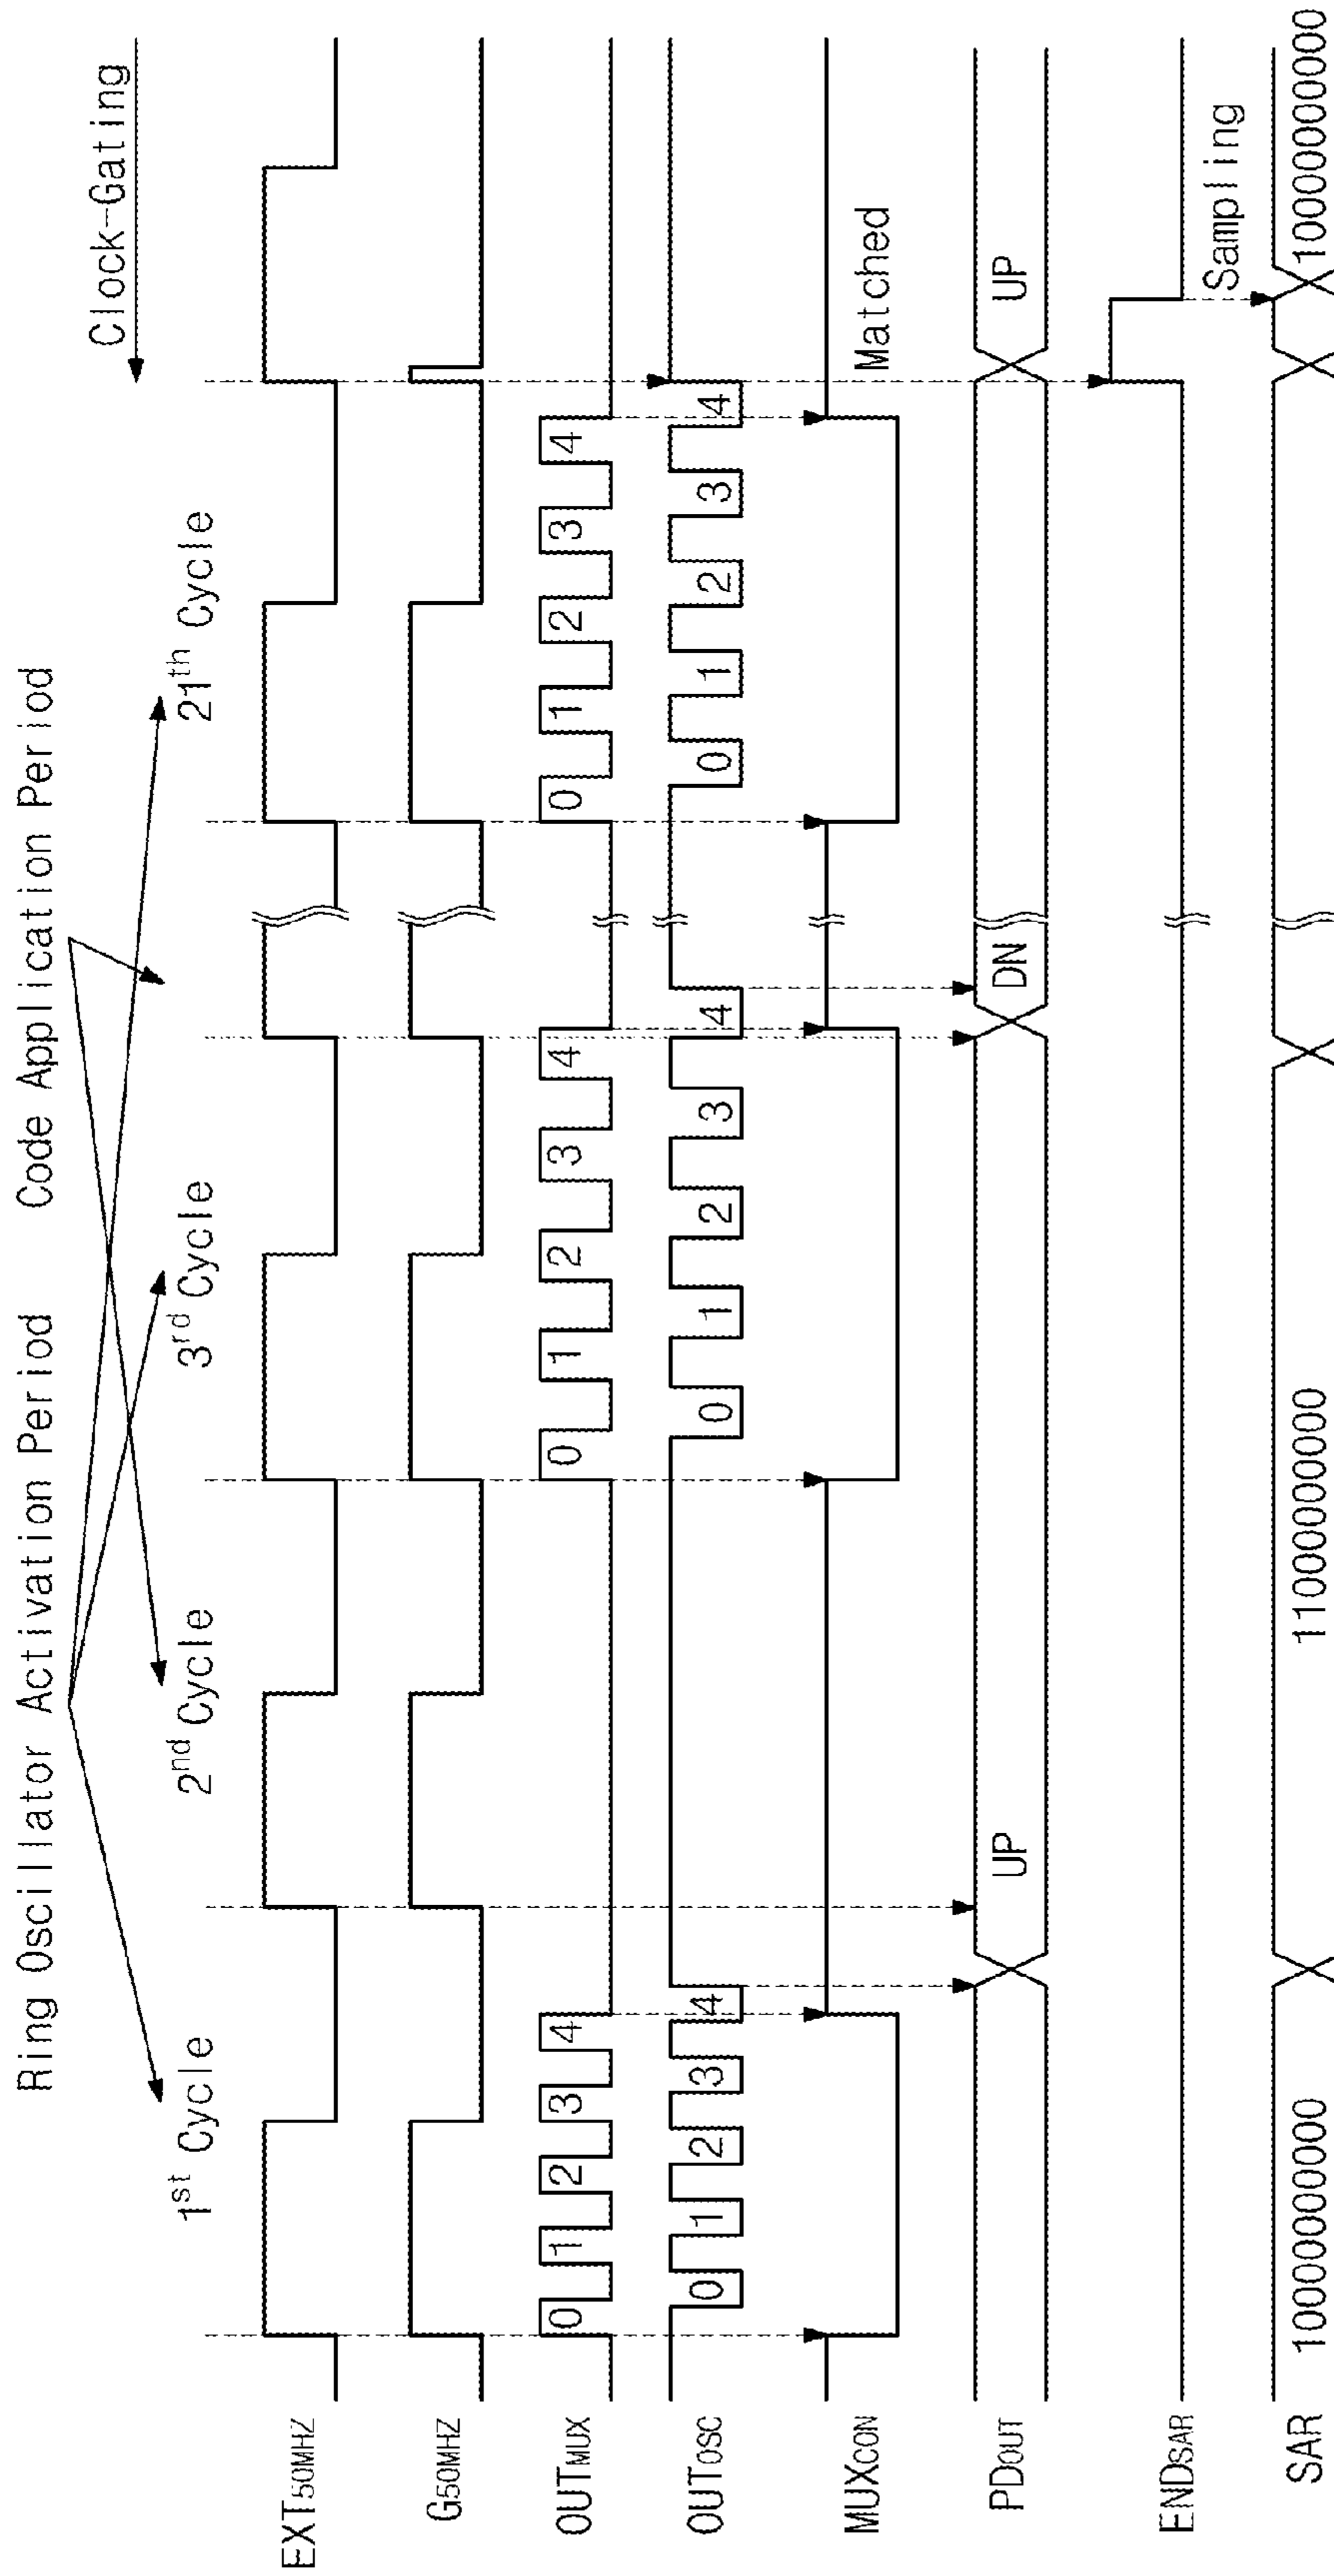 Ring Oscillator Activation Period
Code Application Period
Clock-Gating
1st Cycle
2nd Cycle
3rd Cycle
21th Cycle
EXT50MHZ
G50MHZ
OUTMUX 0 1 2 3 4 0 1 2 3 4 0 1 2 3 4
OUTOSC 0 1 2 3 4 0 1 2 3 4 0 1 2 3 4
MUXCON Matched
PDOUT UP DN UP
ENDSAR Sampling
SAR 10000000000 11000000000 10000000000